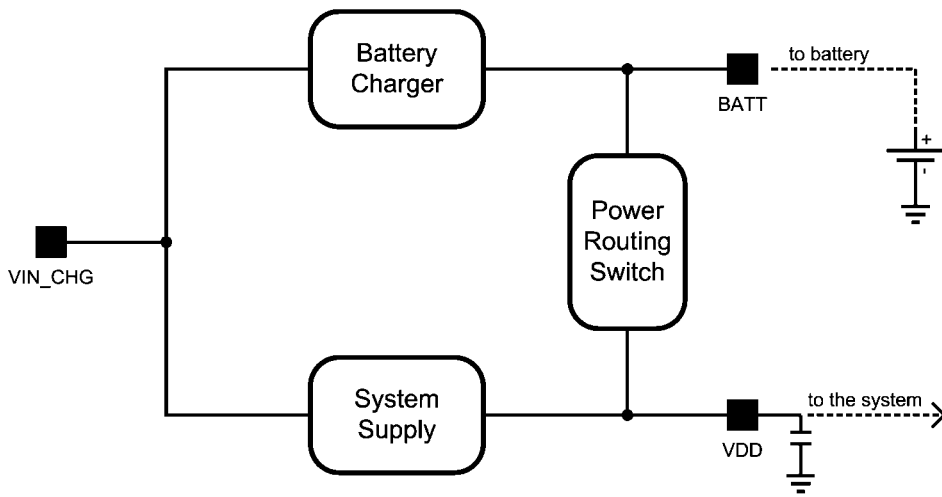 Battery
Charger
to battery
BATT
+
-
Power
Routing
Switch
VIN_CHG
System
Supply
to the system
VDD